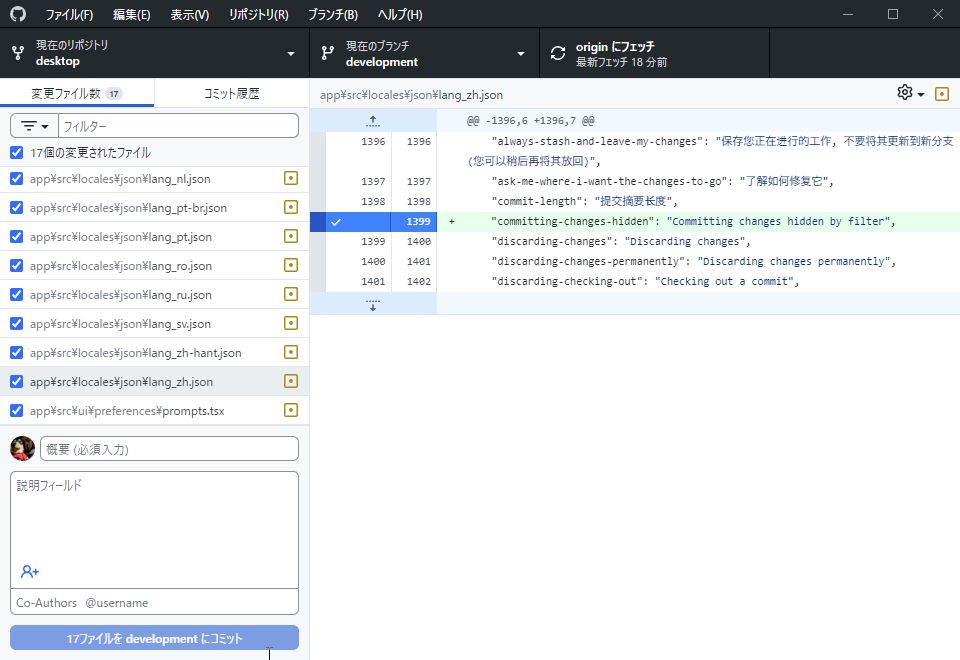 ファイル(F) 編集(E) 表示(V) リポジトリ(R) ブランチ(B) ヘルプ(H)
現在のリポジトリ
desktop
現在のブランチ
development
origin にフェッチ
最新フェッチ 18 分前
変更ファイル数 17
コミット履歴
フィルター
17個の変更されたファイル
app¥src¥locales¥json¥lang_nl.json
app¥src¥locales¥json¥lang_pt-br.json
app¥src¥locales¥json¥lang_pt.json
app¥src¥locales¥json¥lang_ro.json
app¥src¥locales¥json¥lang_ru.json
app¥src¥locales¥json¥lang_sv.json
app¥src¥locales¥json¥lang_zh-hant.json
app¥src¥locales¥json¥lang_zh.json
app¥src¥ui¥preferences¥prompts.tsx
概要 (必須入力)
説明フィールド
Co-Authors @username
17ファイルを development にコミット
app¥src¥locales¥json¥lang_zh.json
@@ -1396,6 +1396,7 @@
1396 1396 "always-stash-and-leave-my-changes": "保存您正在进行的工作, 不要将其更新到新分支
(您可以稍后再将其放回)",
1397 1397 "ask-me-where-i-want-the-changes-to-go": "了解如何修复它",
1398 1398 "commit-length": "提交摘要长度",
1399 + "committing-changes-hidden": "Committing changes hidden by filter",
1399 1400 "discarding-changes": "Discarding changes",
1400 1401 "discarding-changes-permanently": "Discarding changes permanently",
1401 1402 "discarding-checking-out": "Checking out a commit",